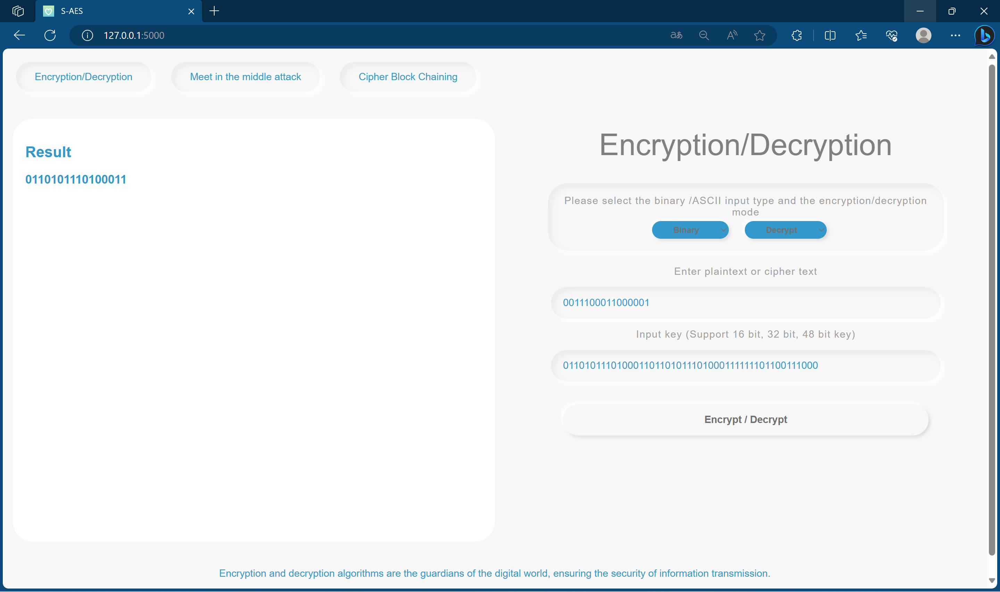 S-AES
127.0.0.1:5000
Encryption/Decryption
Meet in the middle attack
Cipher Block Chaining
Result
0110101110100011
Encryption/Decryption
Please select the binary /ASCII input type and the encryption/decryption
mode
Binary
Decrypt
Enter plaintext or cipher text
0011100011000001
Input key (Support 16 bit, 32 bit, 48 bit key)
011010111010001101101011101000111111101100111000
Encrypt / Decrypt
Encryption and decryption algorithms are the guardians of the digital world, ensuring the security of information transmission.